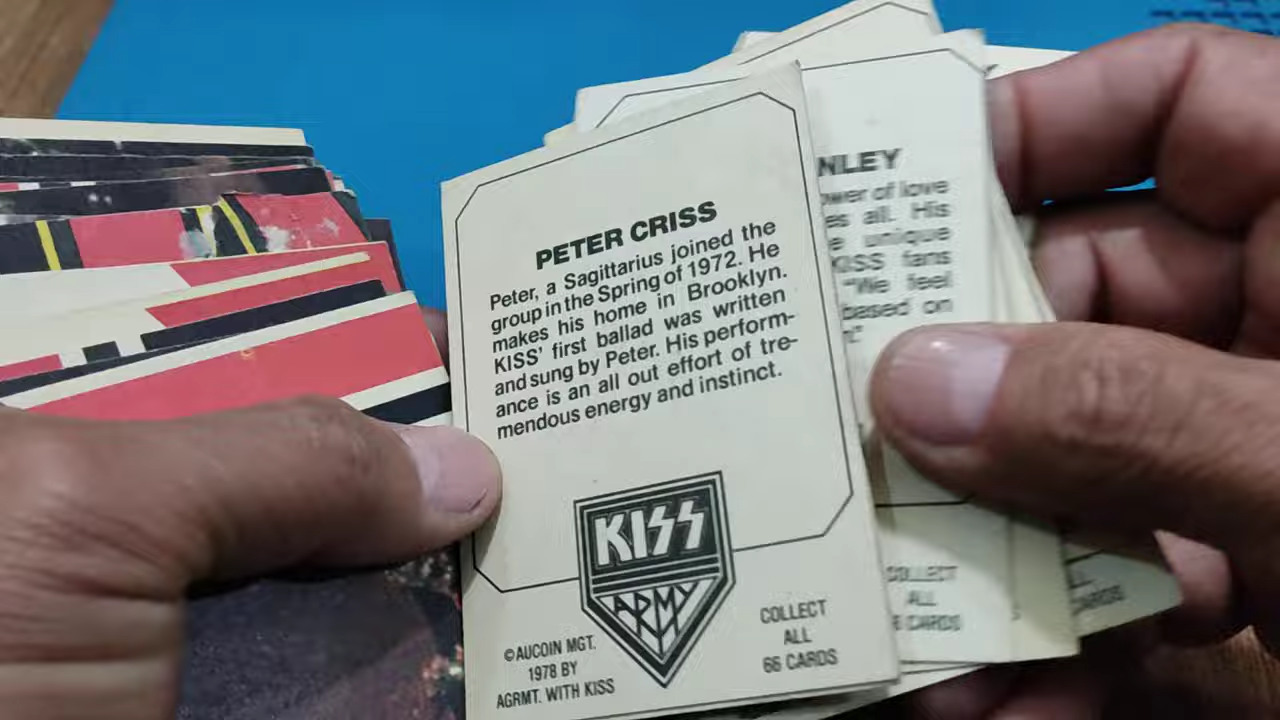 PETER CRISS
Peter, a Sagittarius joined the
group in the Spring of 1972. He
makes his home in Brooklyn.
KISS' first ballad was written
and sung by Peter. His perform-
ance is an all out effort of tre-
mendous energy and instinct.
KISS
ARMY
©AUCOIN MGT.
1978 BY
AGRMT. WITH KISS
COLLECT
ALL
66 CARDS
NLEY
wer of love
es all. His
e unique
KISS fans
"We feel
based on
COLLECT
ALL
CARDS